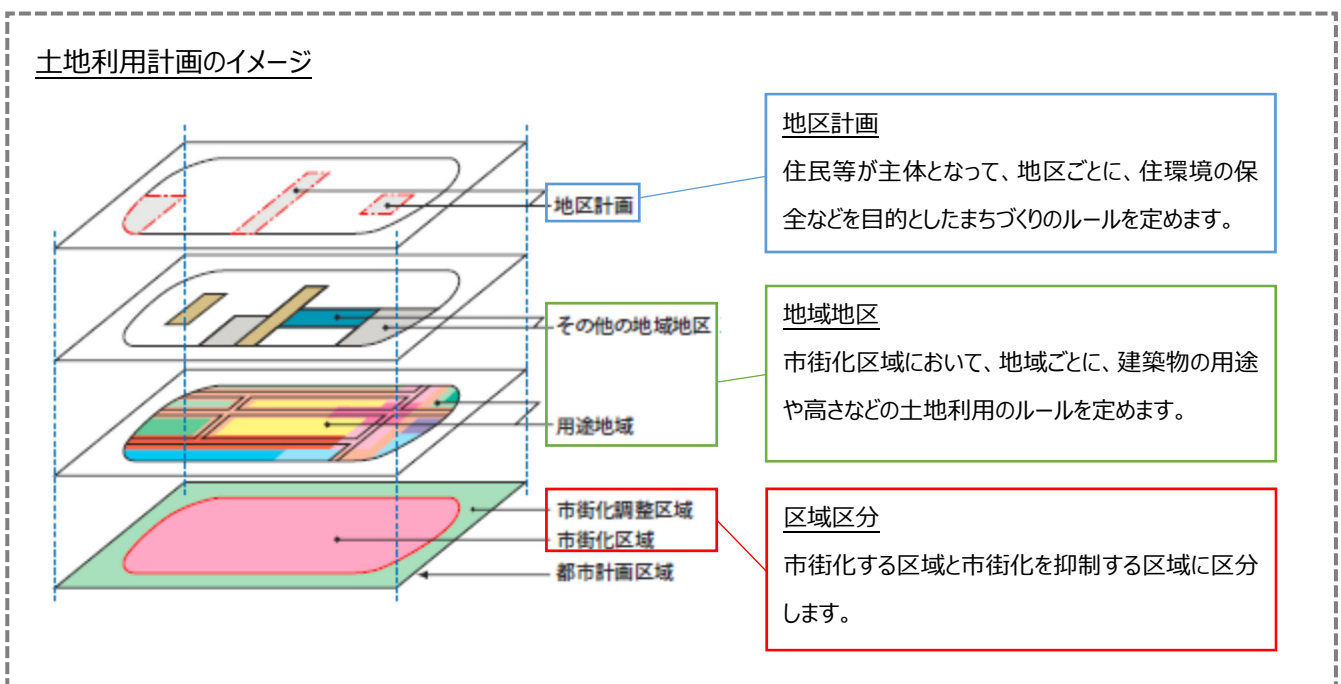 土地利用計画のイメージ
地区計画
その他の地域地区
用途地域
市街化調整区域
市街化区域
都市計画区域
地区計画
住民等が主体となって、地区ごとに、住環境の保
全などを目的としたまちづくりのルールを定めます。
地域地区
市街化区域において、地域ごとに、建築物の用途
や高さなどの土地利用のルールを定めます。
区域区分
市街化する区域と市街化を抑制する区域に区分
します。